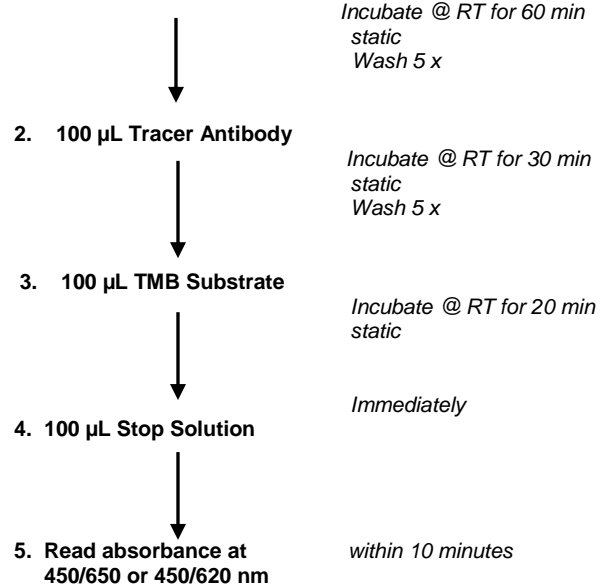 Incubate @ RT for 60 min
static
Wash 5 x
2. 100 µL Tracer Antibody
Incubate @ RT for 30 min
static
Wash 5 x
3. 100 µL TMB Substrate
Incubate @ RT for 20 min
static
Immediately
4. 100 µL Stop Solution
5. Read absorbance at within 10 minutes
450/650 or 450/620 nm